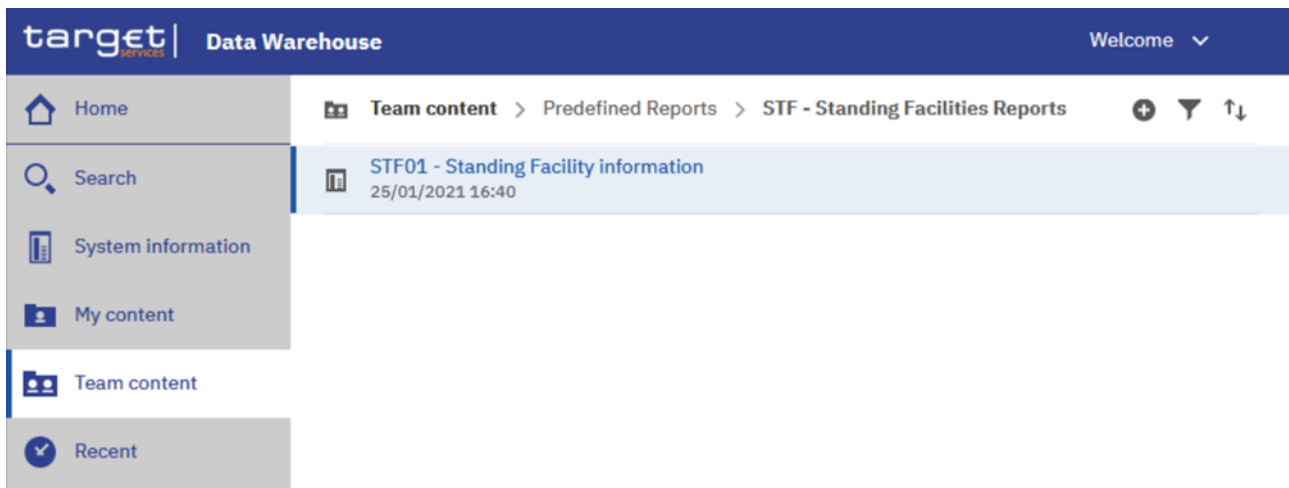 target services | Data Warehouse Welcome
Home
Team content > Predefined Reports > STF - Standing Facilities Reports
Search
STF01 - Standing Facility information
25/01/2021 16:40
System information
My content
Team content
Recent